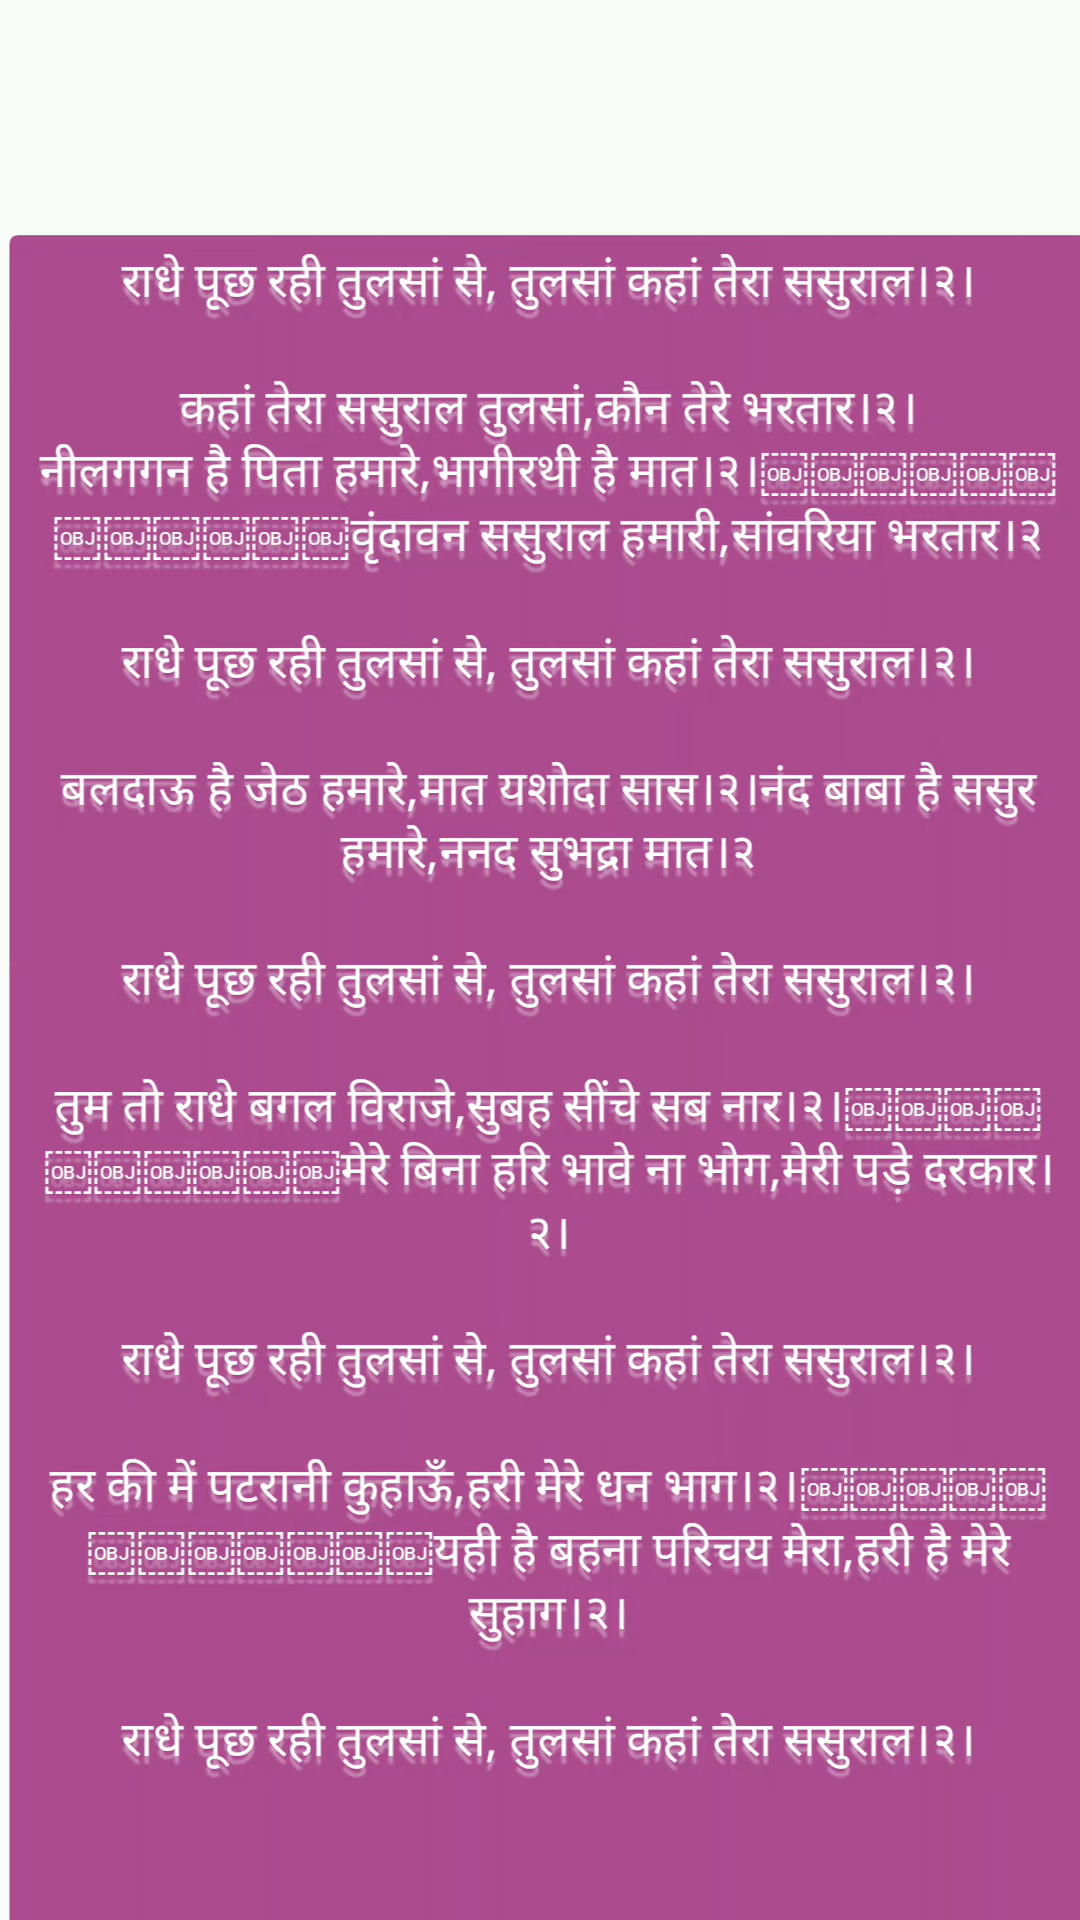 राधे पूछ रही तुलसां से, तुलसां कहां तेरा ससुराल।२।
कहां तेरा ससुराल तुलसां,कौन तेरे भरतार।२।
नीलगगन है पिता हमारे,भागीरथी है मात।२।￼￼￼￼￼￼
￼￼￼￼￼￼वृंदावन ससुराल हमारी,सांवरिया भरतार।२
राधे पूछ रही तुलसां से, तुलसां कहां तेरा ससुराल।२।
बलदाऊ है जेठ हमारे,मात यशोदा सास।२।नंद बाबा है ससुर
हमारे,ननद सुभद्रा मात।२
राधे पूछ रही तुलसां से, तुलसां कहां तेरा ससुराल।२।
तुम तो राधे बगल विराजे,सुबह सींचे सब नार।२।￼￼￼￼
￼￼￼￼￼￼मेरे बिना हरि भावे ना भोग,मेरी पड़े दरकार।
२।
राधे पूछ रही तुलसां से, तुलसां कहां तेरा ससुराल।२।
हर की में पटरानी कुहाऊँ,हरी मेरे धन भाग।२।￼￼￼￼￼
￼￼￼￼￼￼￼यही है बहना परिचय मेरा,हरी है मेरे
सुहाग।२।
राधे पूछ रही तुलसां से, तुलसां कहां तेरा ससुराल।२।